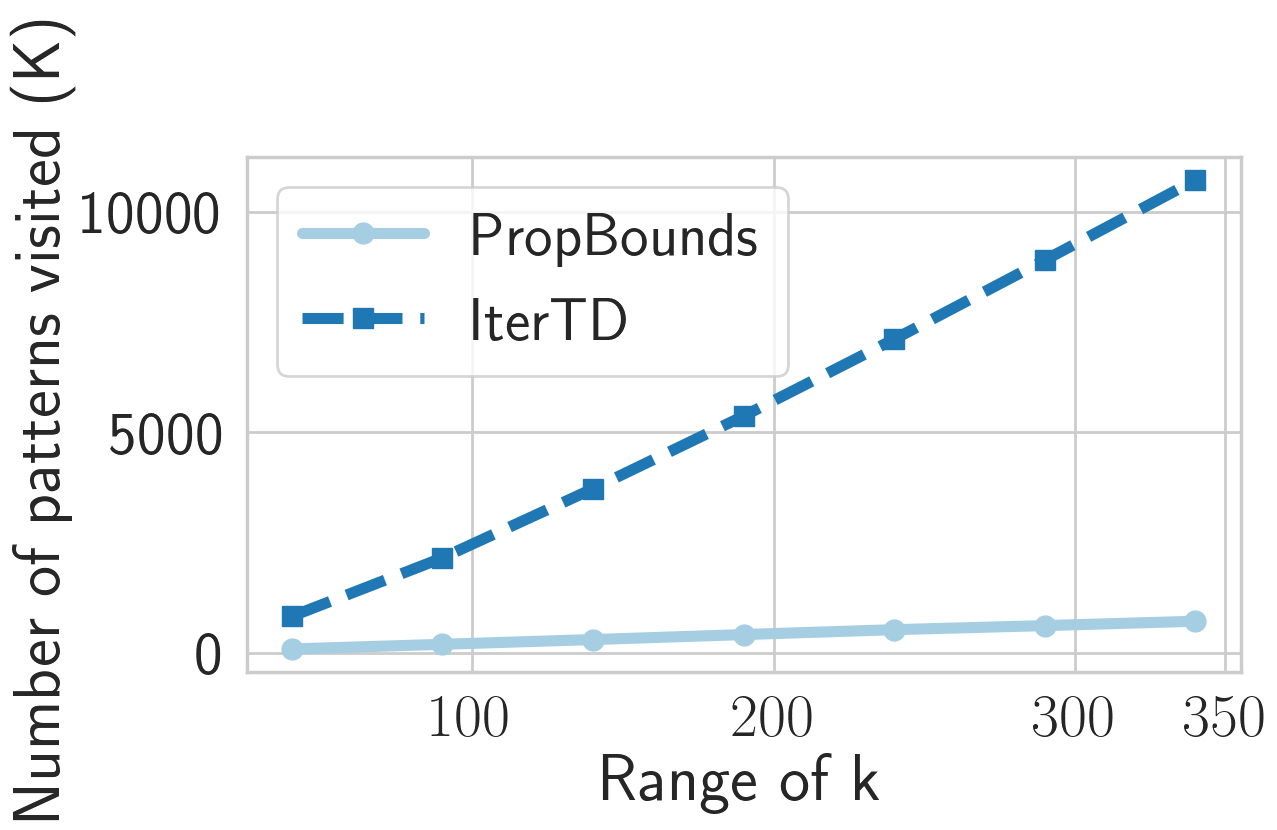 Number of patterns visited (K)
10000
5000
0
PropBounds
IterTD
100 200 300 350
Range of k